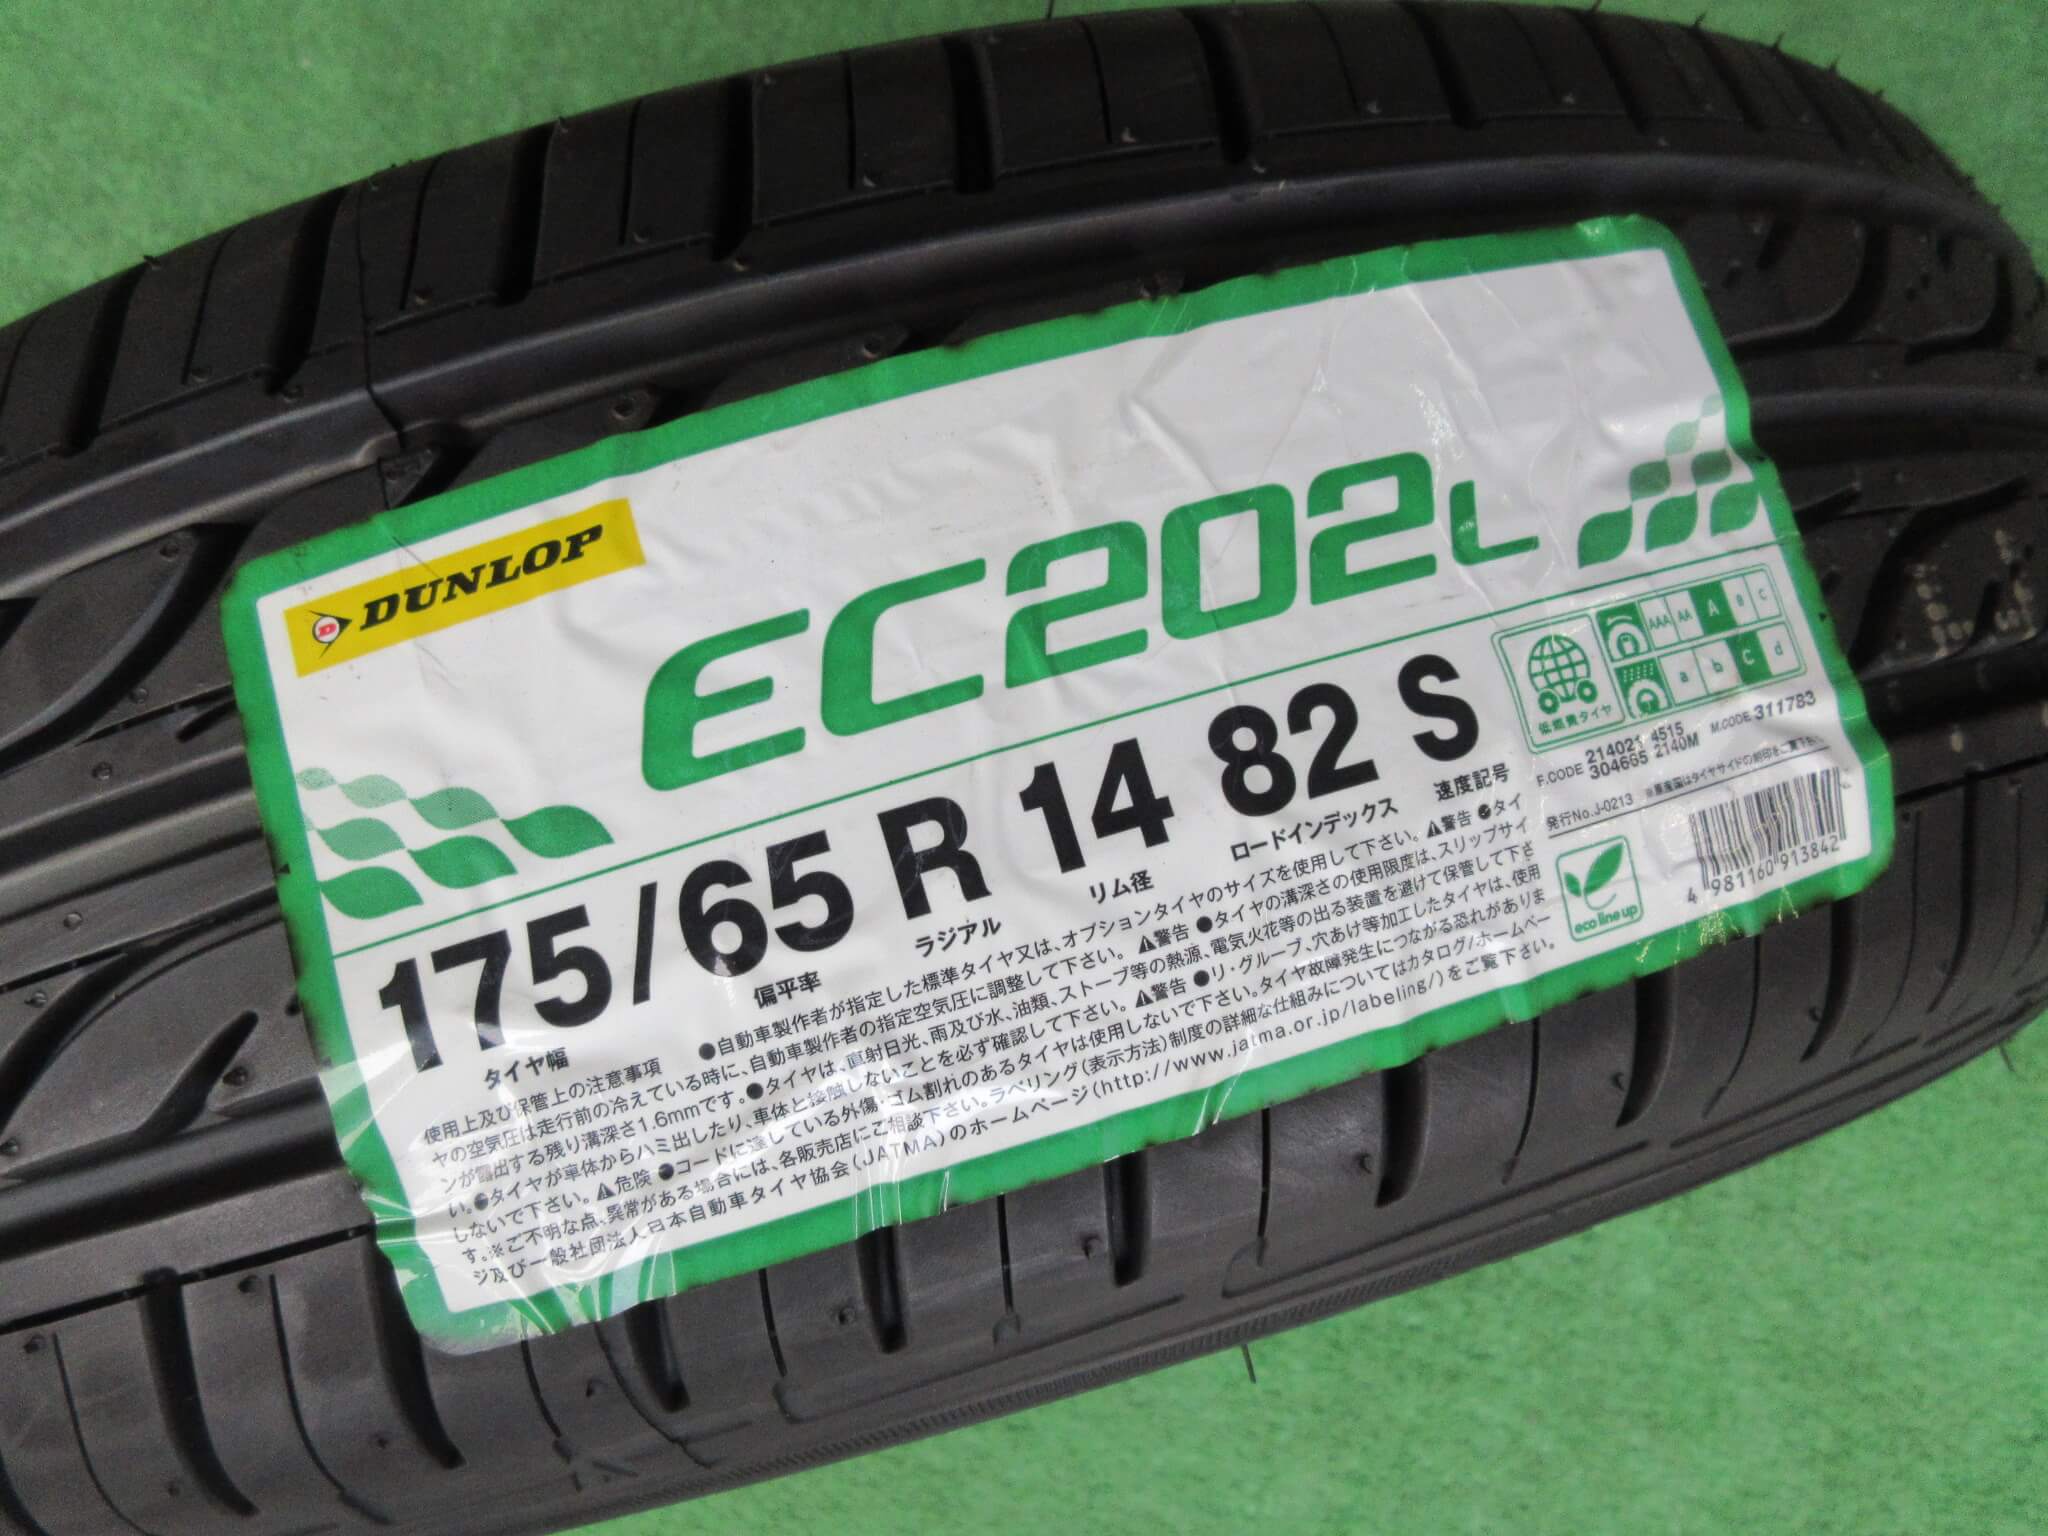 DUNLOP
EC202L
175/65 R 14 82 S
タイヤ幅 偏平率 ラジアル リム径 ロードインデックス 速度記号
AAA AA A B C
a b c d
低燃費タイヤ
F.CODE 214021 4515
304665 2140M
M.CODE 311783
発行No.J-0213 ※原産国はタイヤサイドの刻印をご覧下さい。
4 981160 913842
eco line up
使用上及び保管上の注意事項 ●自動車製作者が指定した標準タイヤ又は、オプションタイヤのサイズを使用して下さい。 ⚠警告 ●タイ
ヤの空気圧は走行前の冷えている時に、自動車製作者の指定空気圧に調整して下さい。 ⚠警告 ●タイヤの溝深さの使用限度は、スリップサイ
ンが露出する残り溝深さ1.6mmです。●タイヤは、直射日光、雨及び水、油類、ストーブ等の熱源、電気火花等の出る装置を避けて保管して下さ
い。●タイヤが車体からハミ出したり、車体と接触しないことを必ず確認して下さい。 ⚠警告 ●リ・グルーブ、穴あけ等加工したタイヤは、使用
しないで下さい。 ⚠危険 ●コードに達している外傷・ゴム割れのあるタイヤは使用しないで下さい。タイヤ故障発生につながる恐れがありま
す。※ご不明な点、異常がある場合には、各販売店にご相談下さい。ラベリング(表示方法)制度の詳細な仕組みについてはカタログ/ホームペー
ジ及び一般社団法人日本自動車タイヤ協会(JATMA)のホームページ(http://www.jatma.or.jp/labeling/)をご覧下さい。